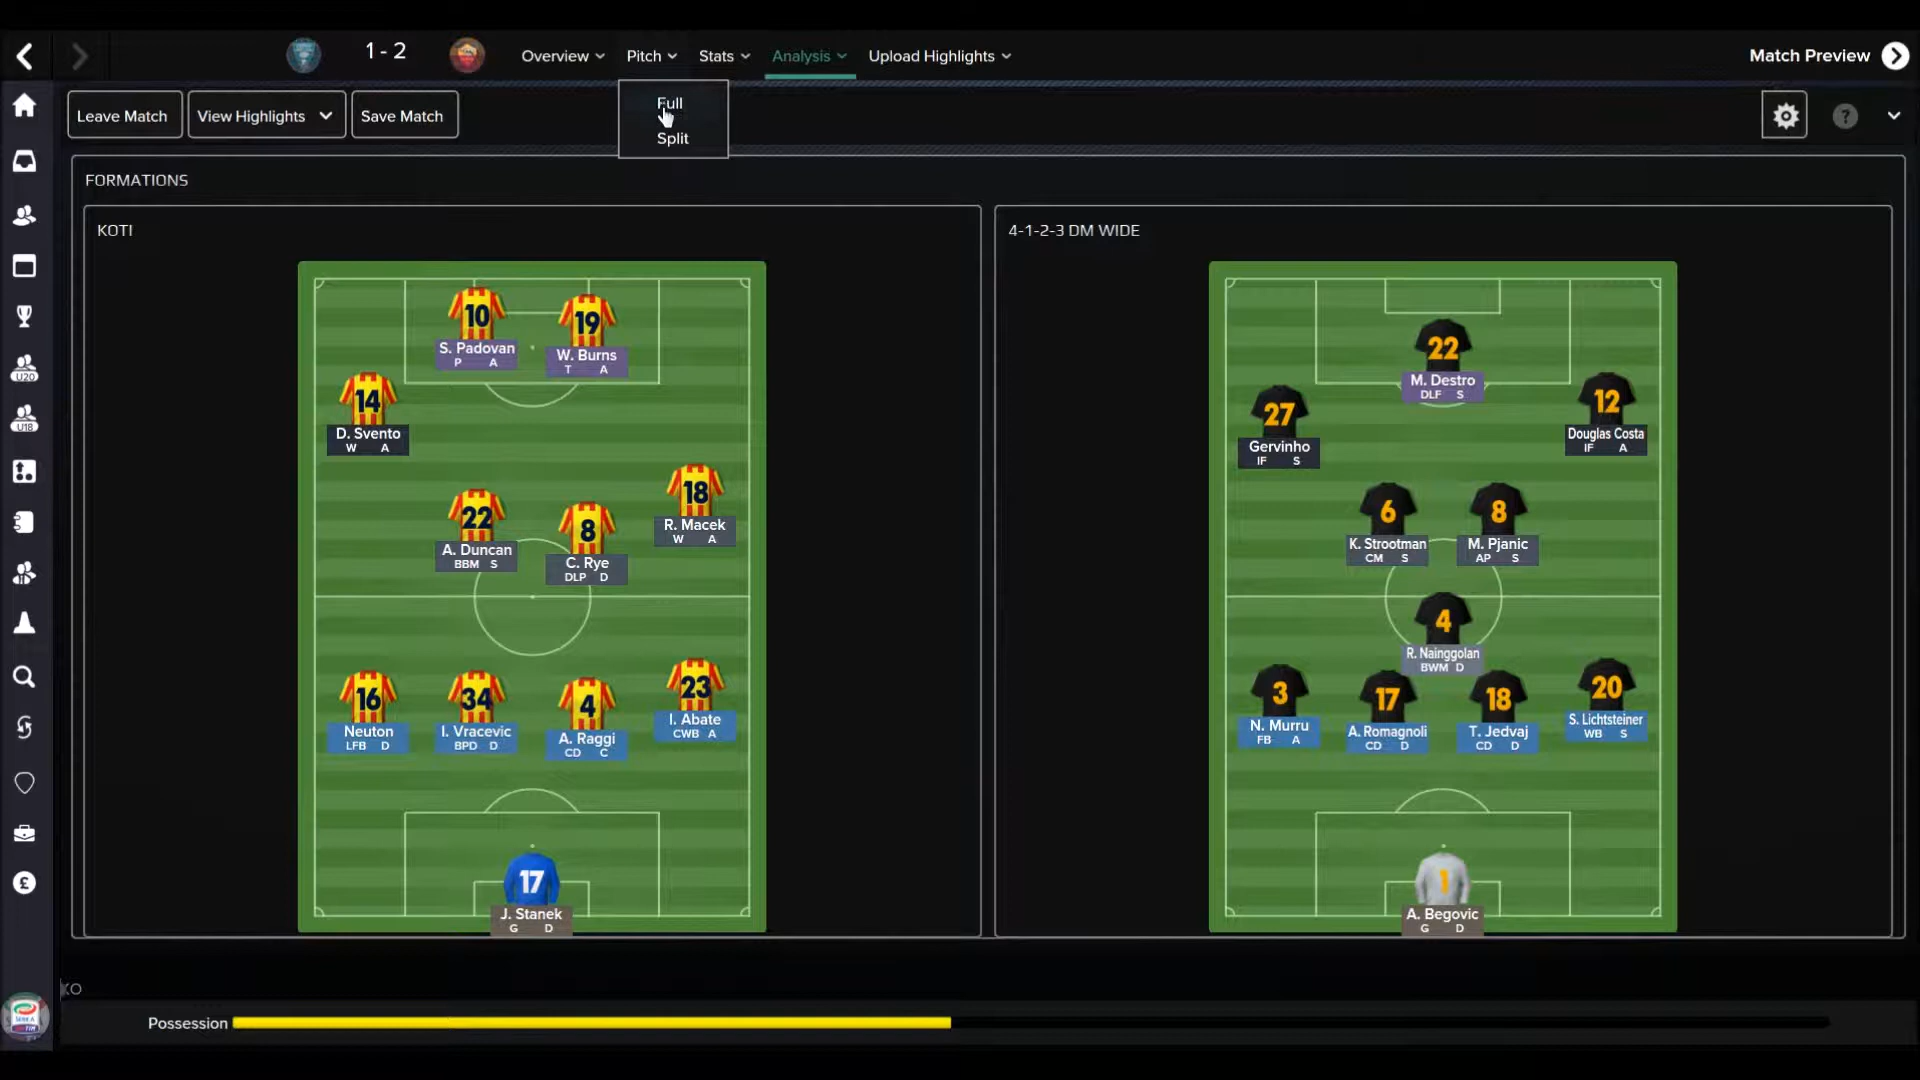 1 - 2 Overview Pitch Stats Analysis Upload Highlights Match Preview
Leave Match View Highlights Save Match
Full
Split
?
FORMATIONS
KOTI
10
S. Padovan
P A
19
W. Burns
T A
14
D. Svento
W A
18
R. Macek
W A
22
A. Duncan
BBM S
8
C. Rye
DLP D
16
Neuton
LFB D
34
I. Vracevic
BPD D
4
A. Raggi
CD C
23
I. Abate
CWB A
17
J. Stanek
G D
4-1-2-3 DM WIDE
22
M. Destro
DLF S
27
Gervinho
IF S
12
Douglas Costa
IF A
6
K. Strootman
CM S
8
M. Pjanic
AP S
4
R. Nainggolan
BWM D
3
N. Murru
FB A
17
A. Romagnoli
CD D
18
T. Jedvaj
CD D
20
S. Lichtsteiner
WB S
1
A. Begovic
G D
U20
U18
£
KO
Possession